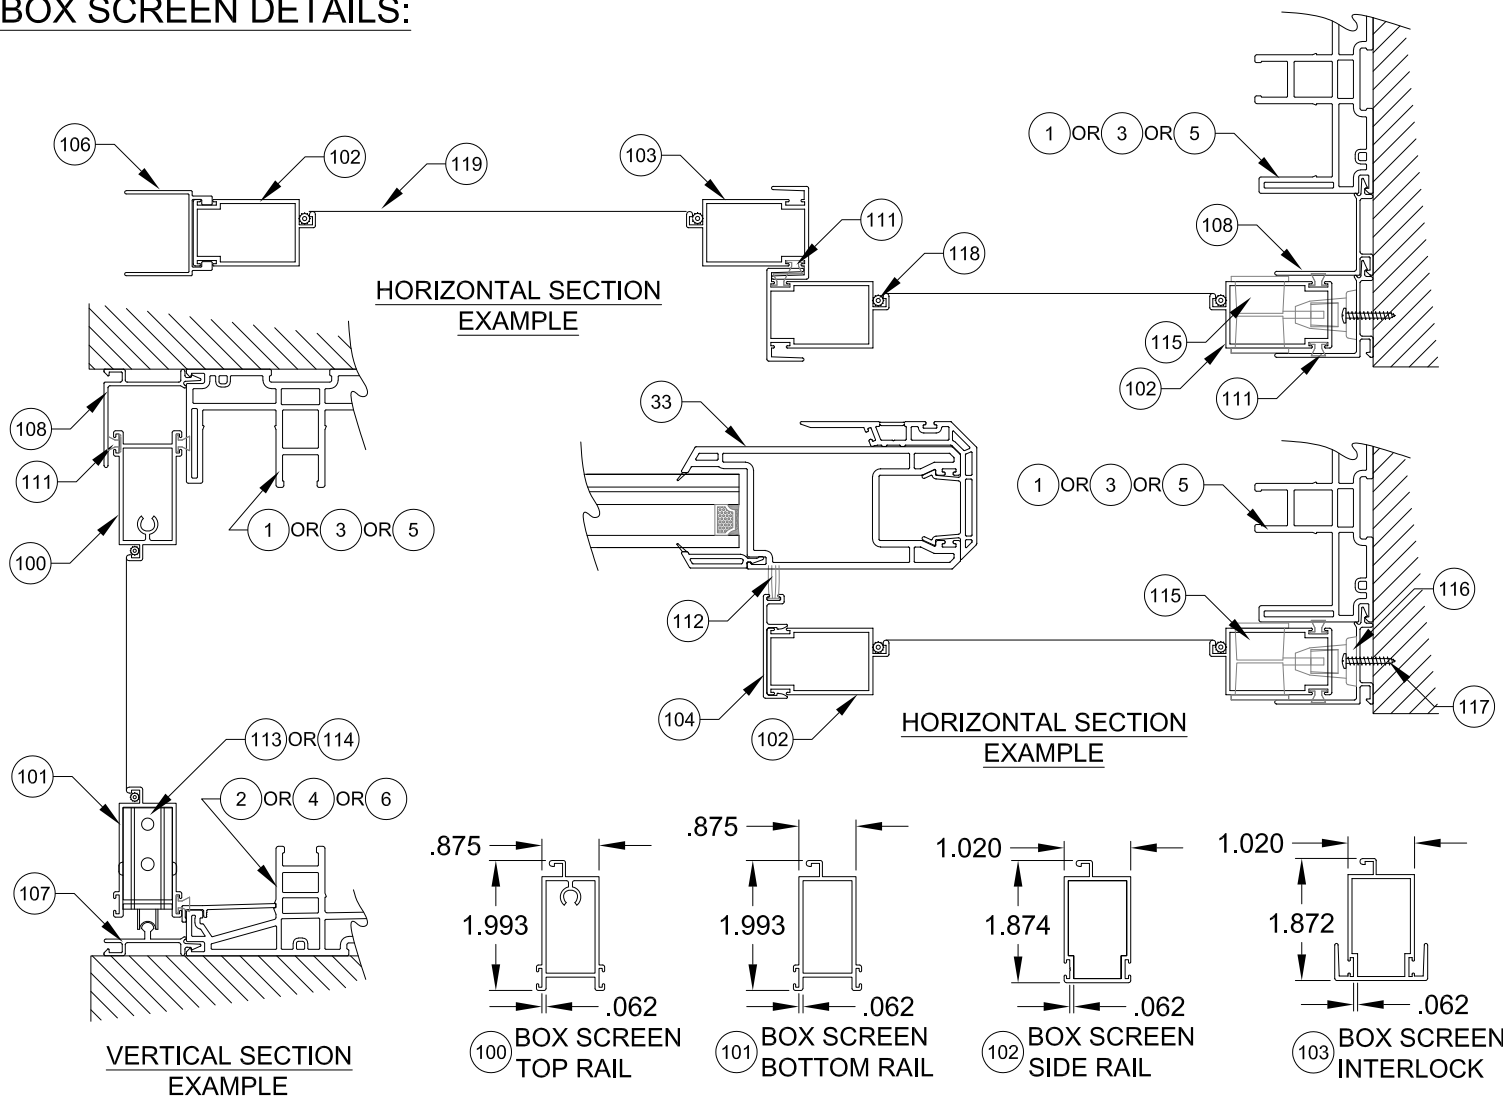 BOX SCREEN DETAILS:
106
102
119
103
111
118
1 OR 3 OR 5
108
115
102
111
HORIZONTAL SECTION
EXAMPLE
108
111
100
1 OR 3 OR 5
33
112
104
102
1 OR 3 OR 5
115
116
117
HORIZONTAL SECTION
EXAMPLE
101
113 OR 114
2 OR 4 OR 6
107
VERTICAL SECTION
EXAMPLE
.875
1.993
.062
100 BOX SCREEN
TOP RAIL
.875
1.993
.062
101 BOX SCREEN
BOTTOM RAIL
1.020
1.874
.062
102 BOX SCREEN
SIDE RAIL
1.020
1.872
.062
103 BOX SCREEN
INTERLOCK